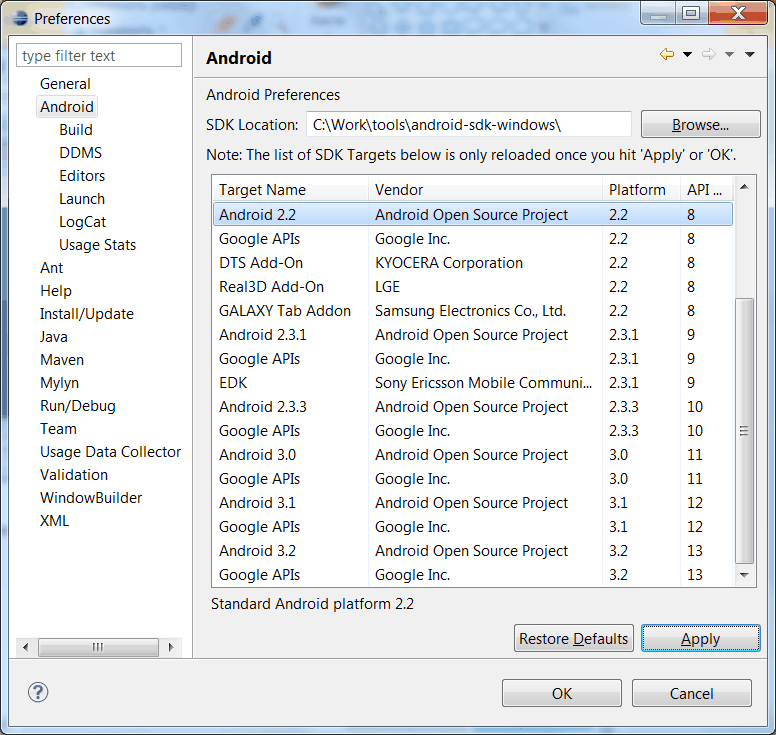 Preferences
type filter text
General
Android
Build
DDMS
Editors
Launch
LogCat
Usage Stats
Ant
Help
Install/Update
Java
Maven
Mylyn
Run/Debug
Team
Usage Data Collector
Validation
WindowBuilder
XML
Android
Android Preferences
SDK Location: C:\Work\tools\android-sdk-windows\ Browse...
Note: The list of SDK Targets below is only reloaded once you hit 'Apply' or 'OK'.
Target Name Vendor Platform API ...
Android 2.2 Android Open Source Project 2.2 8
Google APIs Google Inc. 2.2 8
DTS Add-On KYOCERA Corporation 2.2 8
Real3D Add-On LGE 2.2 8
GALAXY Tab Addon Samsung Electronics Co., Ltd. 2.2 8
Android 2.3.1 Android Open Source Project 2.3.1 9
Google APIs Google Inc. 2.3.1 9
EDK Sony Ericsson Mobile Communi... 2.3.1 9
Android 2.3.3 Android Open Source Project 2.3.3 10
Google APIs Google Inc. 2.3.3 10
Android 3.0 Android Open Source Project 3.0 11
Google APIs Google Inc. 3.0 11
Android 3.1 Android Open Source Project 3.1 12
Google APIs Google Inc. 3.1 12
Android 3.2 Android Open Source Project 3.2 13
Google APIs Google Inc. 3.2 13
Standard Android platform 2.2
Restore Defaults Apply
? OK Cancel